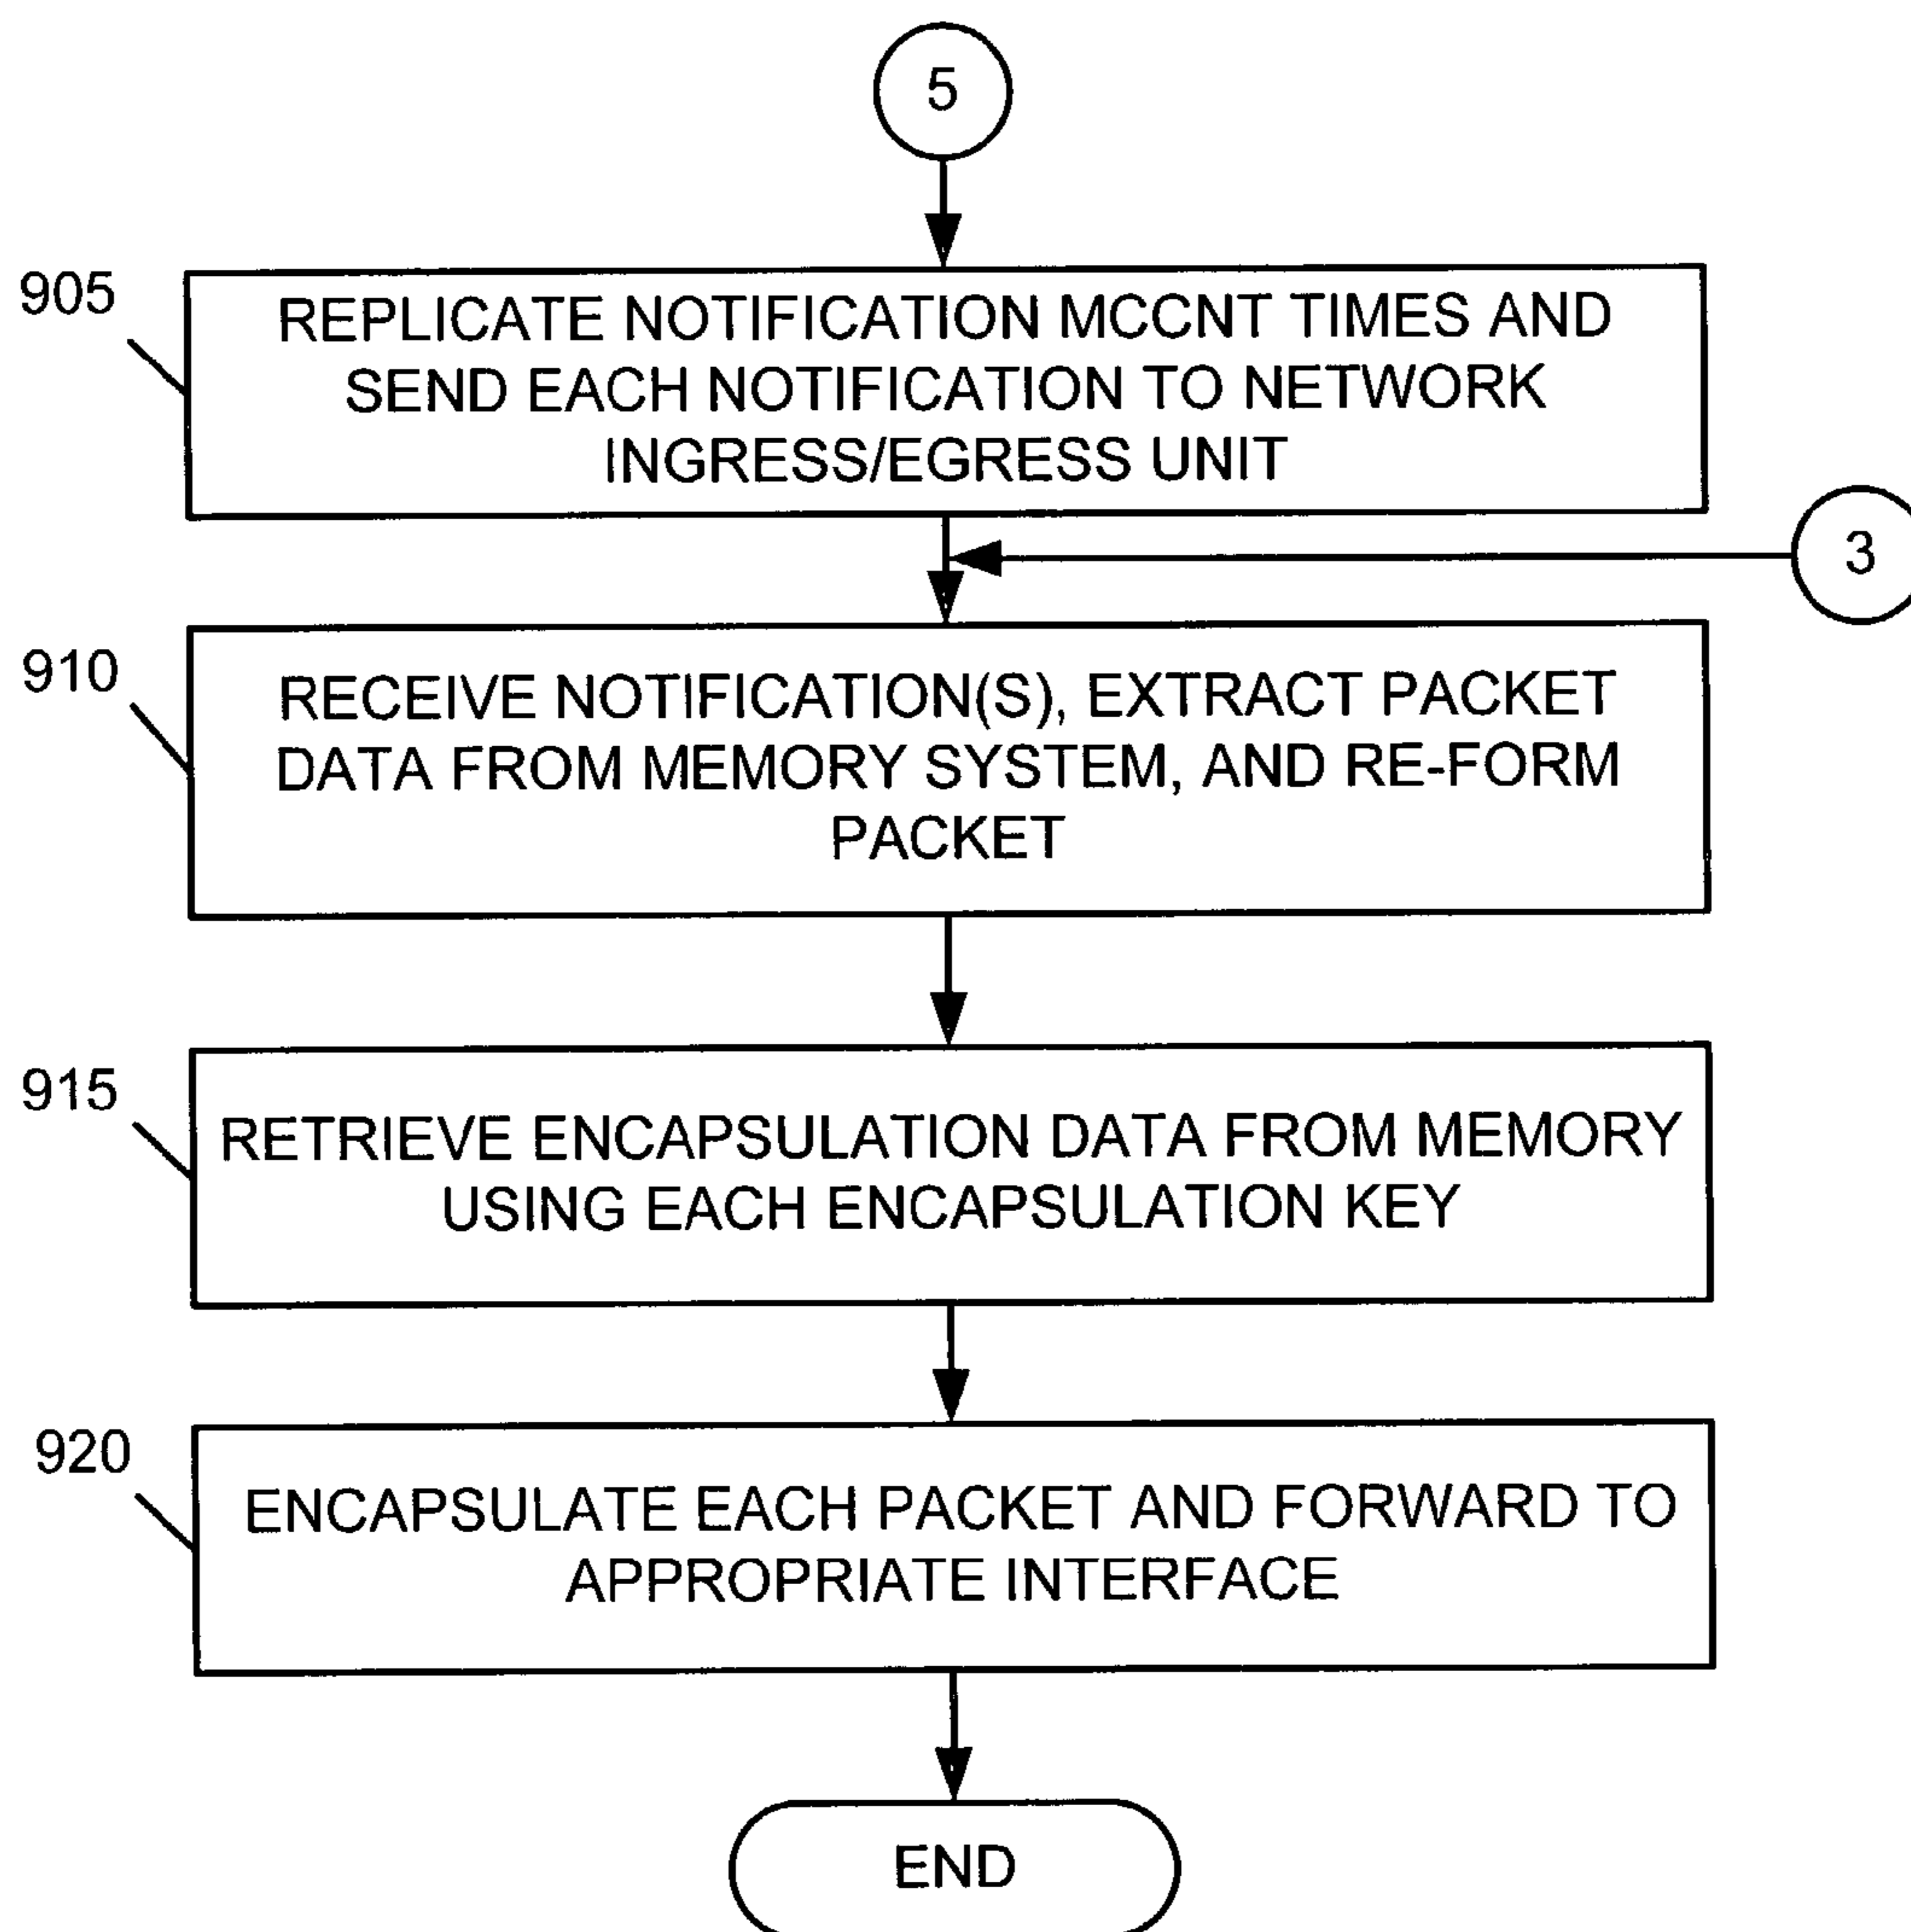 5
905
REPLICATE NOTIFICATION MCCNT TIMES AND
SEND EACH NOTIFICATION TO NETWORK
INGRESS/EGRESS UNIT
3
910
RECEIVE NOTIFICATION(S), EXTRACT PACKET
DATA FROM MEMORY SYSTEM, AND RE-FORM
PACKET
915
RETRIEVE ENCAPSULATION DATA FROM MEMORY
USING EACH ENCAPSULATION KEY
920
ENCAPSULATE EACH PACKET AND FORWARD TO
APPROPRIATE INTERFACE
END